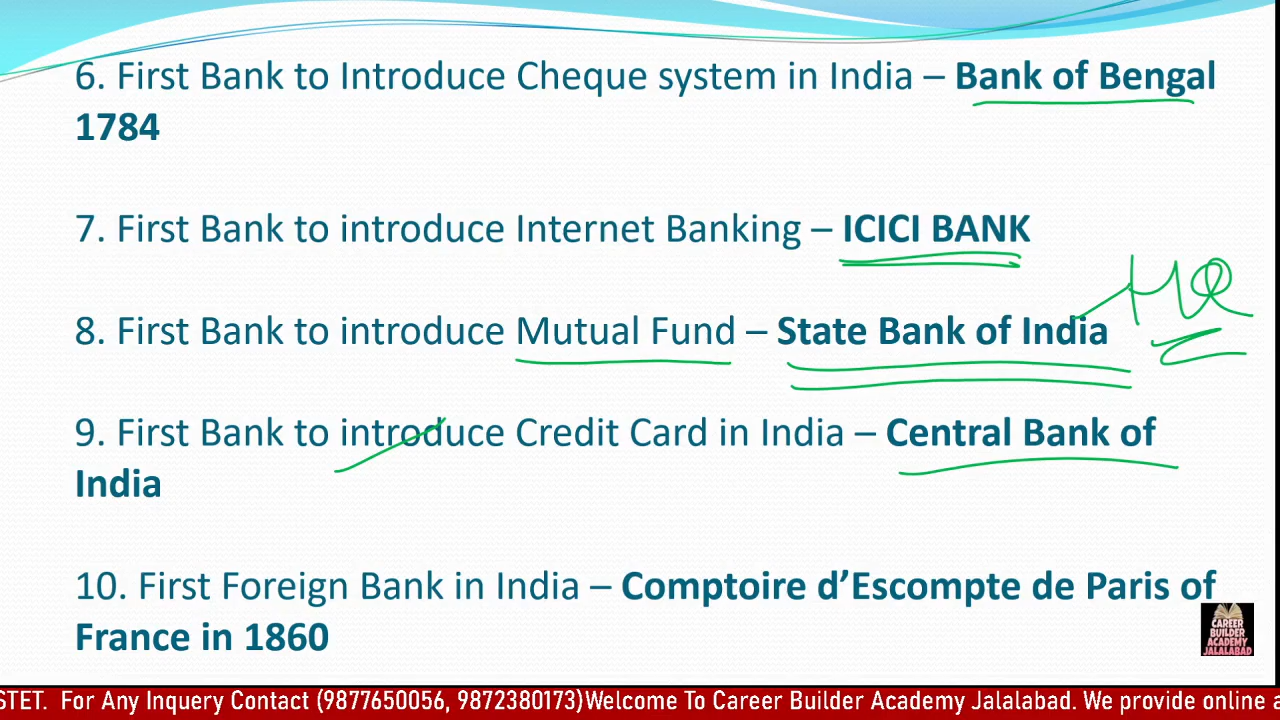 6. First Bank to Introduce Cheque system in India – Bank of Bengal
1784
7. First Bank to introduce Internet Banking – ICICI BANK
8. First Bank to introduce Mutual Fund – State Bank of India
9. First Bank to introduce Credit Card in India – Central Bank of
India
10. First Foreign Bank in India – Comptoire d’Escompte de Paris of
France in 1860
CAREER
BUILDER
ACADEMY
JALALABAD
STET. For Any Inquery Contact (9877650056, 9872380173)Welcome To Career Builder Academy Jalalabad. We provide online a